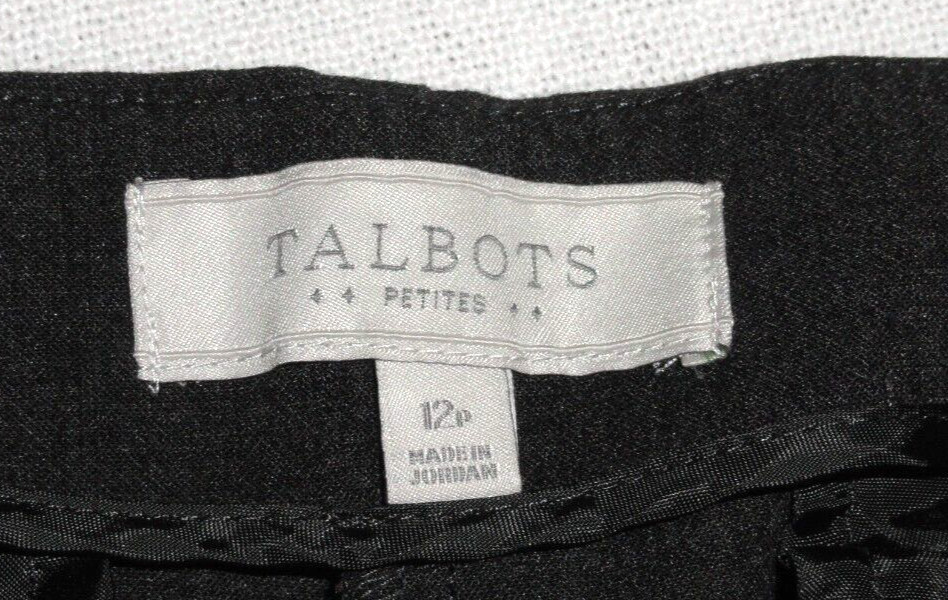 TALBOTS
PETITES
12P
MADE IN
JORDAN